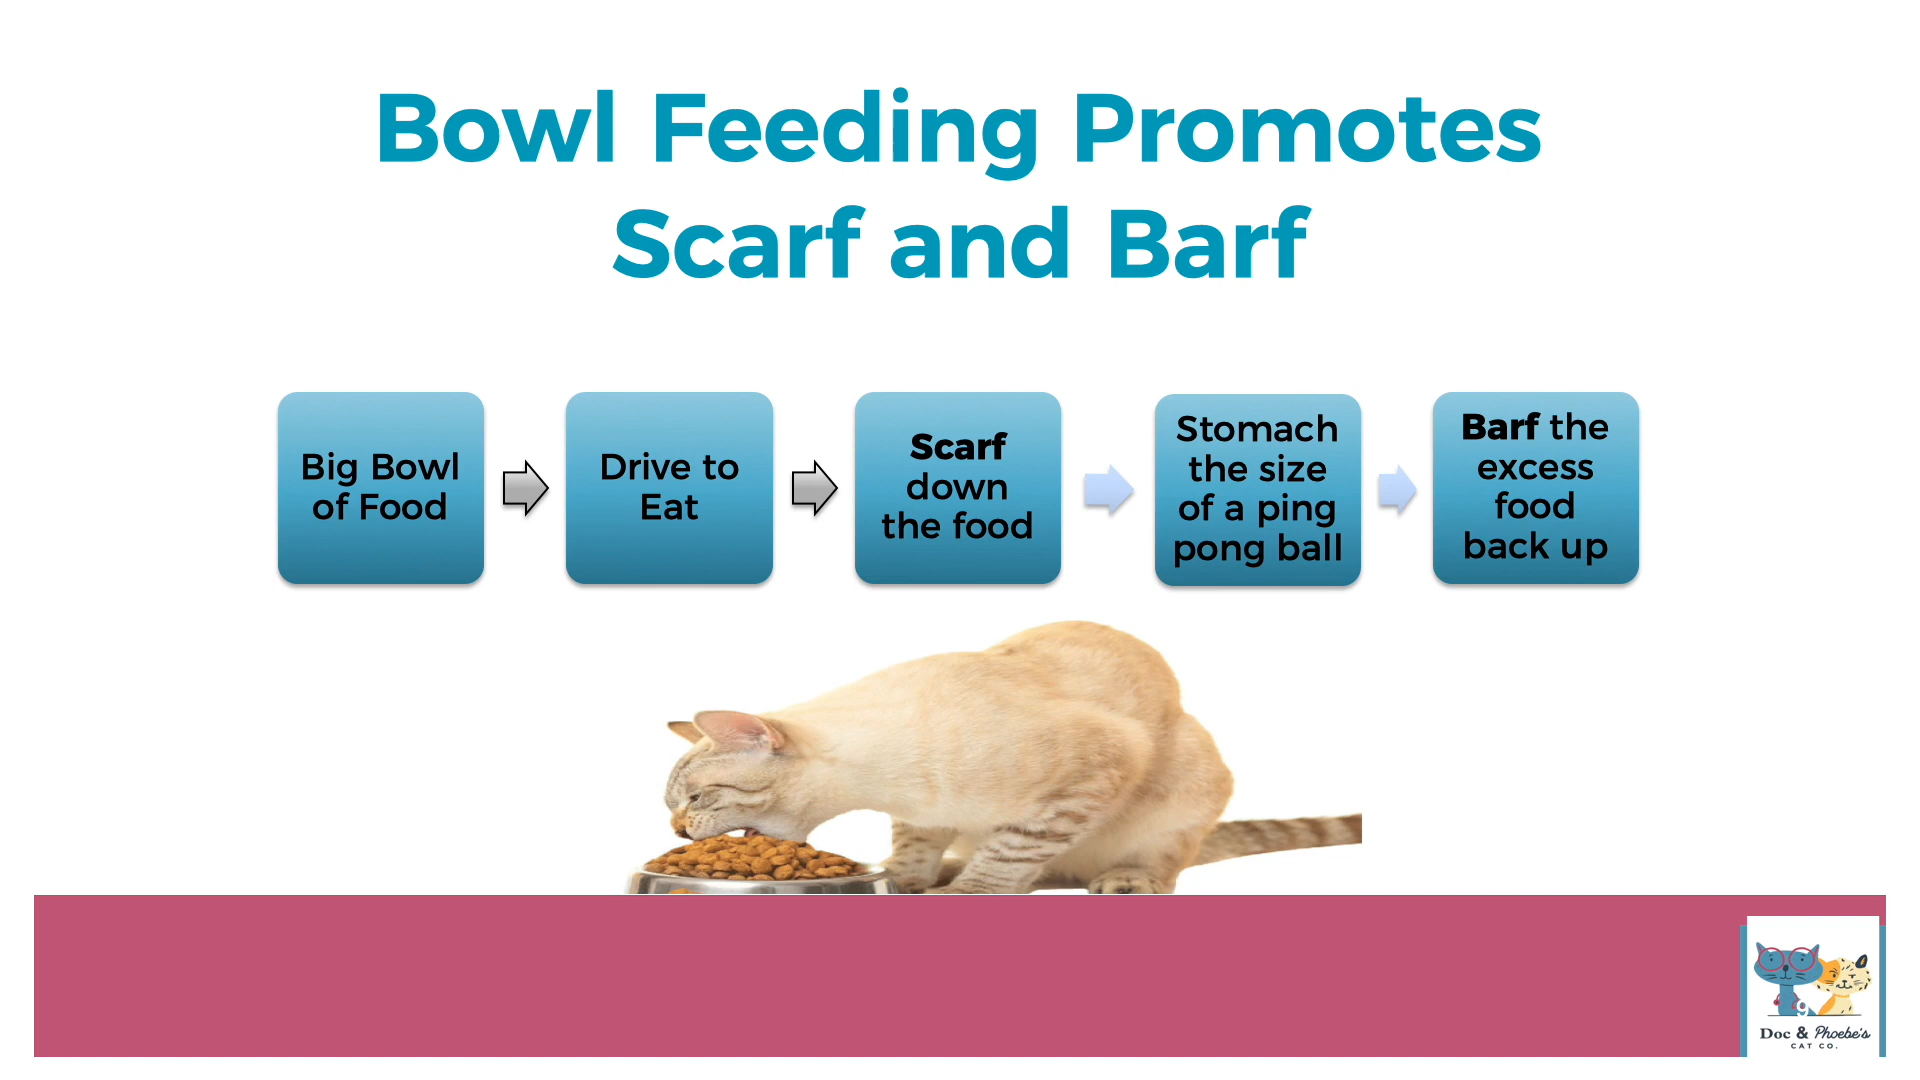 Bowl Feeding Promotes
Scarf and Barf
Big Bowl
of Food
Drive to
Eat
Scarf
down
the food
Stomach
the size
of a ping
pong ball
Barf the
excess
food
back up
9
Doc & Phoebe's
CAT CO.